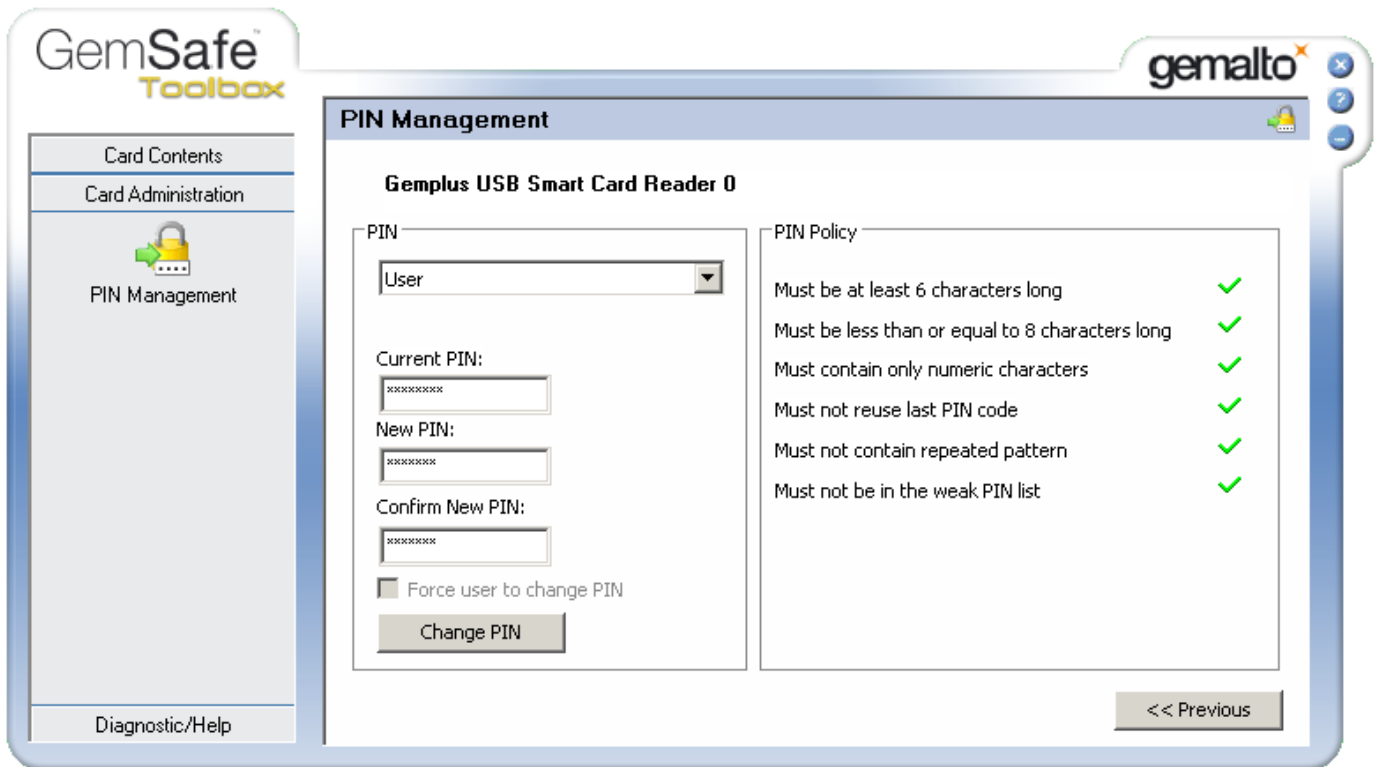 GemSafe™
Toolbox
gemalto
Card Contents
Card Administration
PIN Management
Diagnostic/Help
PIN Management
Gemplus USB Smart Card Reader 0
PIN
User
Current PIN:
********
New PIN:
*******
Confirm New PIN:
*******
Force user to change PIN
Change PIN
PIN Policy
Must be at least 6 characters long
Must be less than or equal to 8 characters long
Must contain only numeric characters
Must not reuse last PIN code
Must not contain repeated pattern
Must not be in the weak PIN list
<< Previous